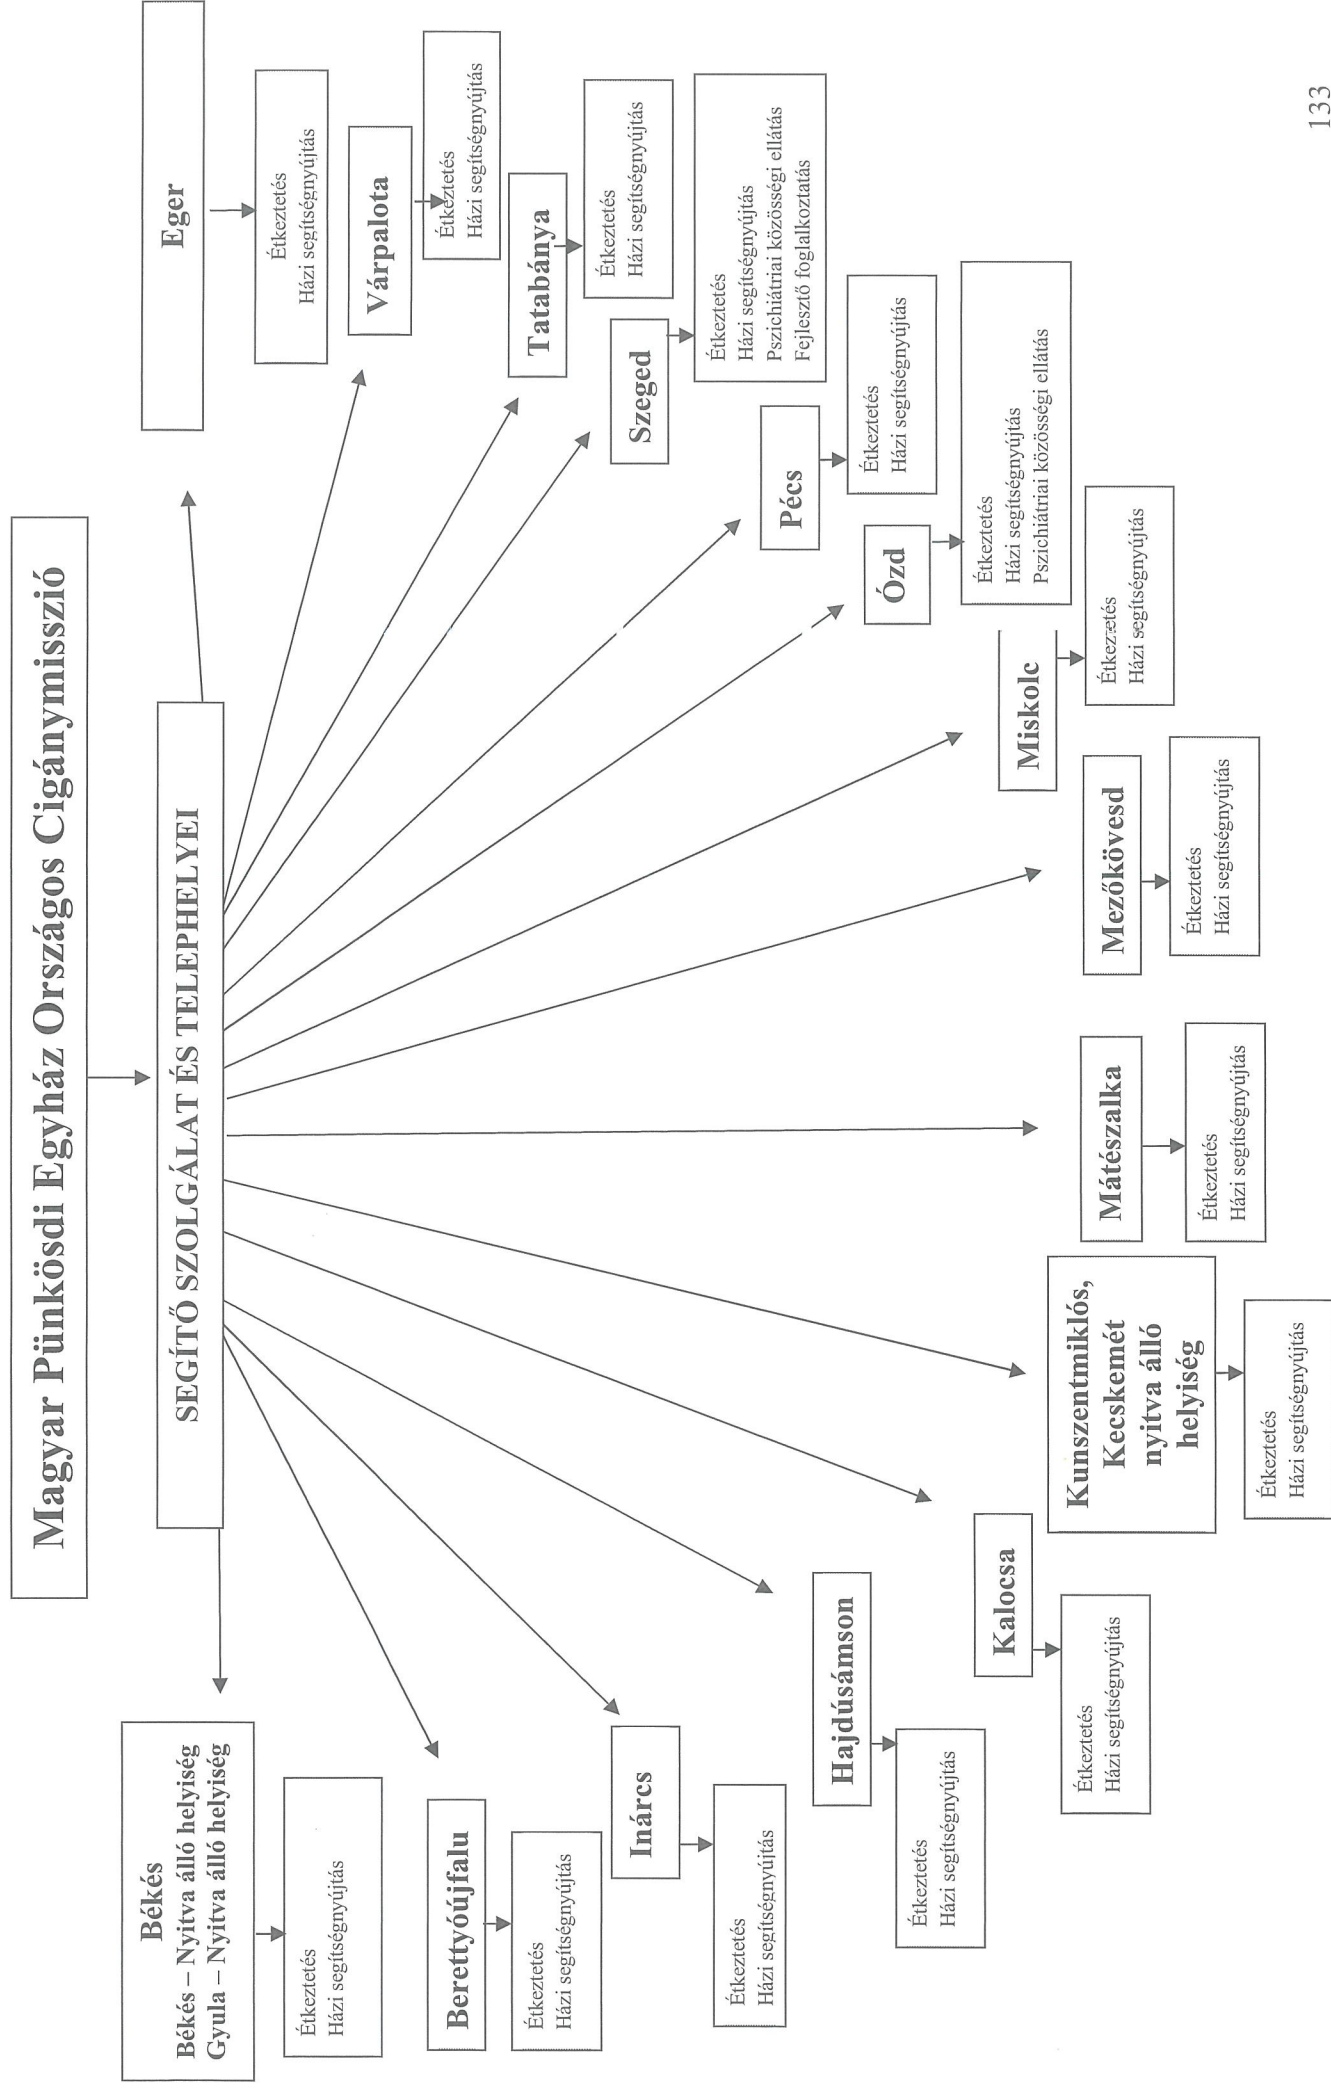 Magyar Pünkösdi Egyház Országos Cigánymisszió
SEGÍTŐ SZOLGÁLAT ÉS TELEPHELYEI
Békés
Békés – Nyitva álló helyiség
Gyula – Nyitva álló helyiség
Étkeztetés
Házi segítségnyújtás
Berettyóújfalu
Étkeztetés
Házi segítségnyújtás
Inárcs
Étkeztetés
Házi segítségnyújtás
Hajdúsámson
Étkeztetés
Házi segítségnyújtás
Kalocsa
Étkeztetés
Házi segítségnyújtás
Kunszentmiklós,
Kecskemét
nyitva álló
helyiség
Étkeztetés
Házi segítségnyújtás
Mátészalka
Étkeztetés
Házi segítségnyújtás
Mezőkövesd
Étkeztetés
Házi segítségnyújtás
Miskolc
Étkeztetés
Házi segítségnyújtás
Ózd
Étkeztetés
Házi segítségnyújtás
Pszichiátriai közösségi ellátás
Pécs
Étkeztetés
Házi segítségnyújtás
Szeged
Étkeztetés
Házi segítségnyújtás
Pszichiátriai közösségi ellátás
Fejlesztő foglalkoztatás
Tatabánya
Étkeztetés
Házi segítségnyújtás
Várpalota
Étkeztetés
Házi segítségnyújtás
Eger
Étkeztetés
Házi segítségnyújtás
133